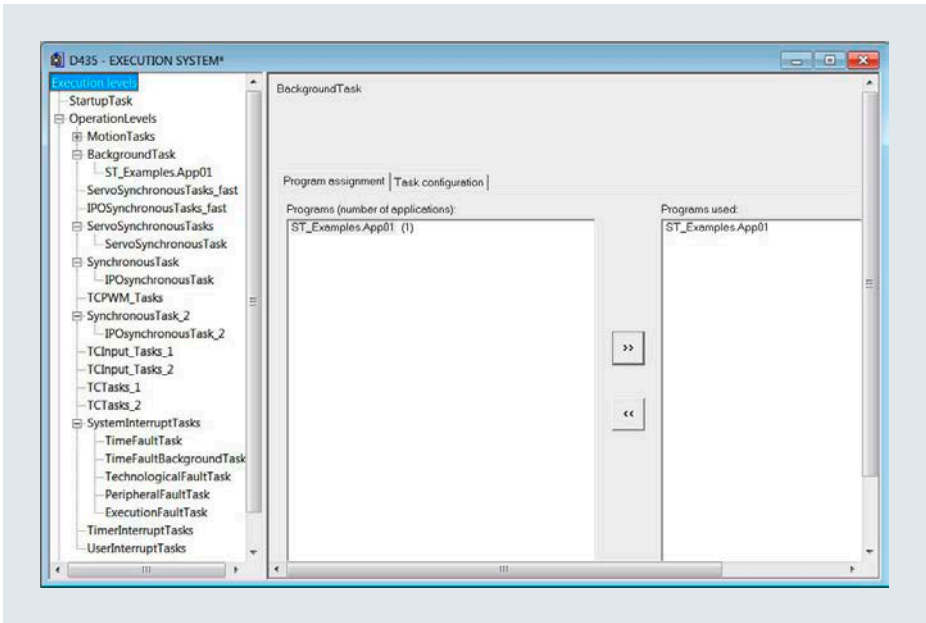 D435 - EXECUTION SYSTEM*
Execution levels
StartupTask
OperationLevels
MotionTasks
BackgroundTask
ST_Examples.App01
ServoSynchronousTasks_fast
IPOSynchronousTasks_fast
ServoSynchronousTasks
ServoSynchronousTask
SynchronousTask
IPOsynchronousTask
TCPWM_Tasks
SynchronousTask_2
IPOsynchronousTask_2
TCInput_Tasks_1
TCInput_Tasks_2
TCTasks_1
TCTasks_2
SystemInterruptTasks
TimeFaultTask
TimeFaultBackgroundTask
TechnologicalFaultTask
PeripheralFaultTask
ExecutionFaultTask
TimerInterruptTasks
UserInterruptTasks
BackgroundTask
Program assignment Task configuration
Programs (number of applications):
ST_Examples.App01 (1)
>>
<<
Programs used:
ST_Examples.App01